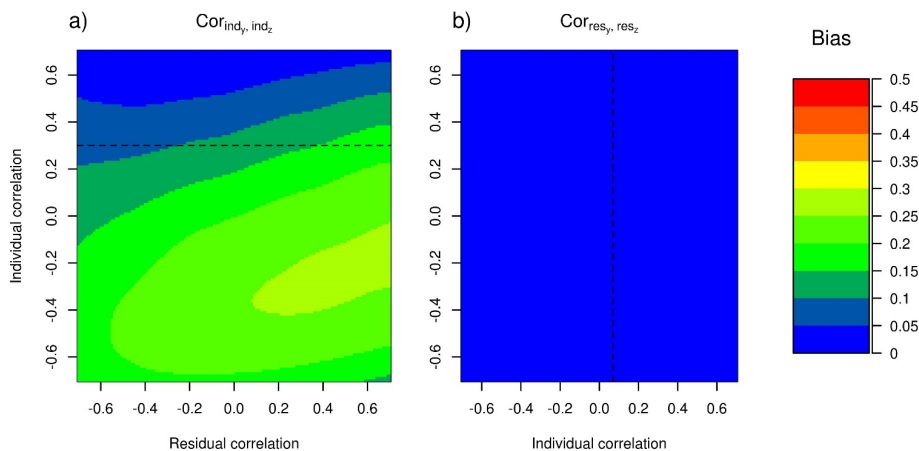 a)
Cor_ind_y, ind_z
Individual correlation
0.6
0.4
0.2
0.0
-0.2
-0.4
-0.6
-0.6 -0.4 -0.2 0.0 0.2 0.4 0.6
Residual correlation
b)
Cor_res_y, res_z
0.6
0.4
0.2
0.0
-0.2
-0.4
-0.6
-0.6 -0.4 -0.2 0.0 0.2 0.4 0.6
Individual correlation
Bias
0.5
0.45
0.4
0.35
0.3
0.25
0.2
0.15
0.1
0.05
0